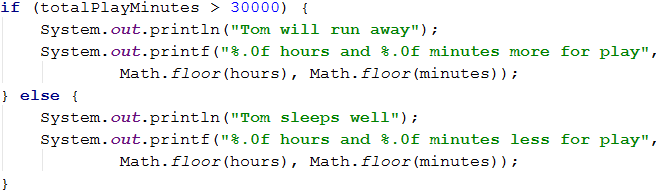 if (totalPlayMinutes > 30000) {
    System.out.println("Tom will run away");
    System.out.printf("%.0f hours and %.0f minutes more for play",
            Math.floor(hours), Math.floor(minutes));
} else {
    System.out.println("Tom sleeps well");
    System.out.printf("%.0f hours and %.0f minutes less for play",
            Math.floor(hours), Math.floor(minutes));
}